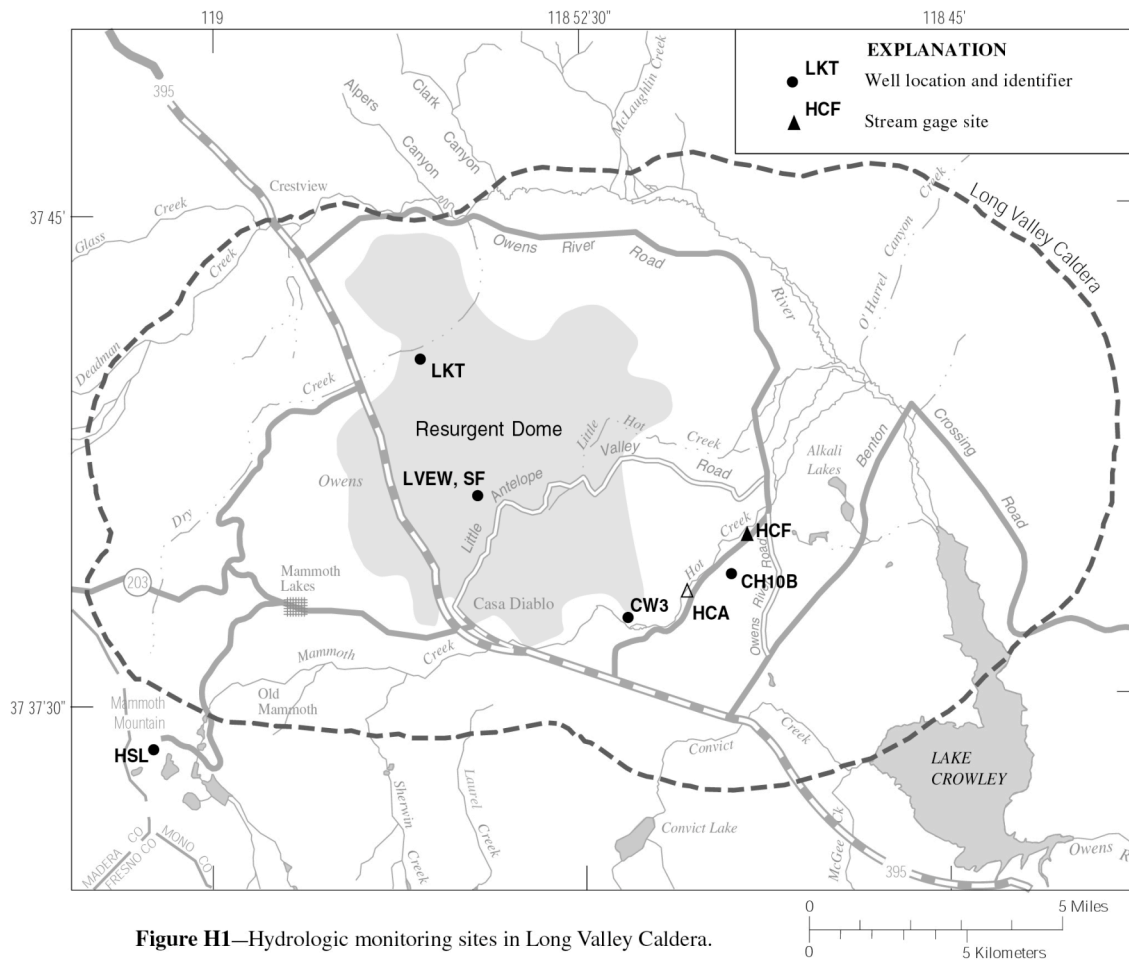 119
118 52'30"
118 45'
EXPLANATION
LKT
Well location and identifier
HCF
Stream gage site
395
Alpers
Canyon
Clark
Canyon
McLaughlin Creek
Crestview
Creek
Glass
Creek
Deadman
37 45'
Owens
River
Road
River
O'Harrel Canyon Creek
Long Valley Caldera
LKT
Creek
Resurgent Dome
Little
Hot
Creek
Valley
Road
Antelope
Little
LVEW, SF
Owens
Dry
Alkali
Lakes
Benton
Crossing
Road
Creek
HCF
Hot
CH10B
HCA
CW3
Owens River Road
203
Mammoth
Lakes
Casa Diablo
Mammoth
Creek
Old
Mammoth
37 37'30"
Mammoth
Mountain
HSL
Creek
Convict
LAKE
CROWLEY
Sherwin
Creek
Laurel
Creek
Convict Lake
McGee Ck
395
MADERA CO
FRESNO CO
MONO CO
Owens R
0
5 Miles
0
5 Kilometers
Figure H1—Hydrologic monitoring sites in Long Valley Caldera.